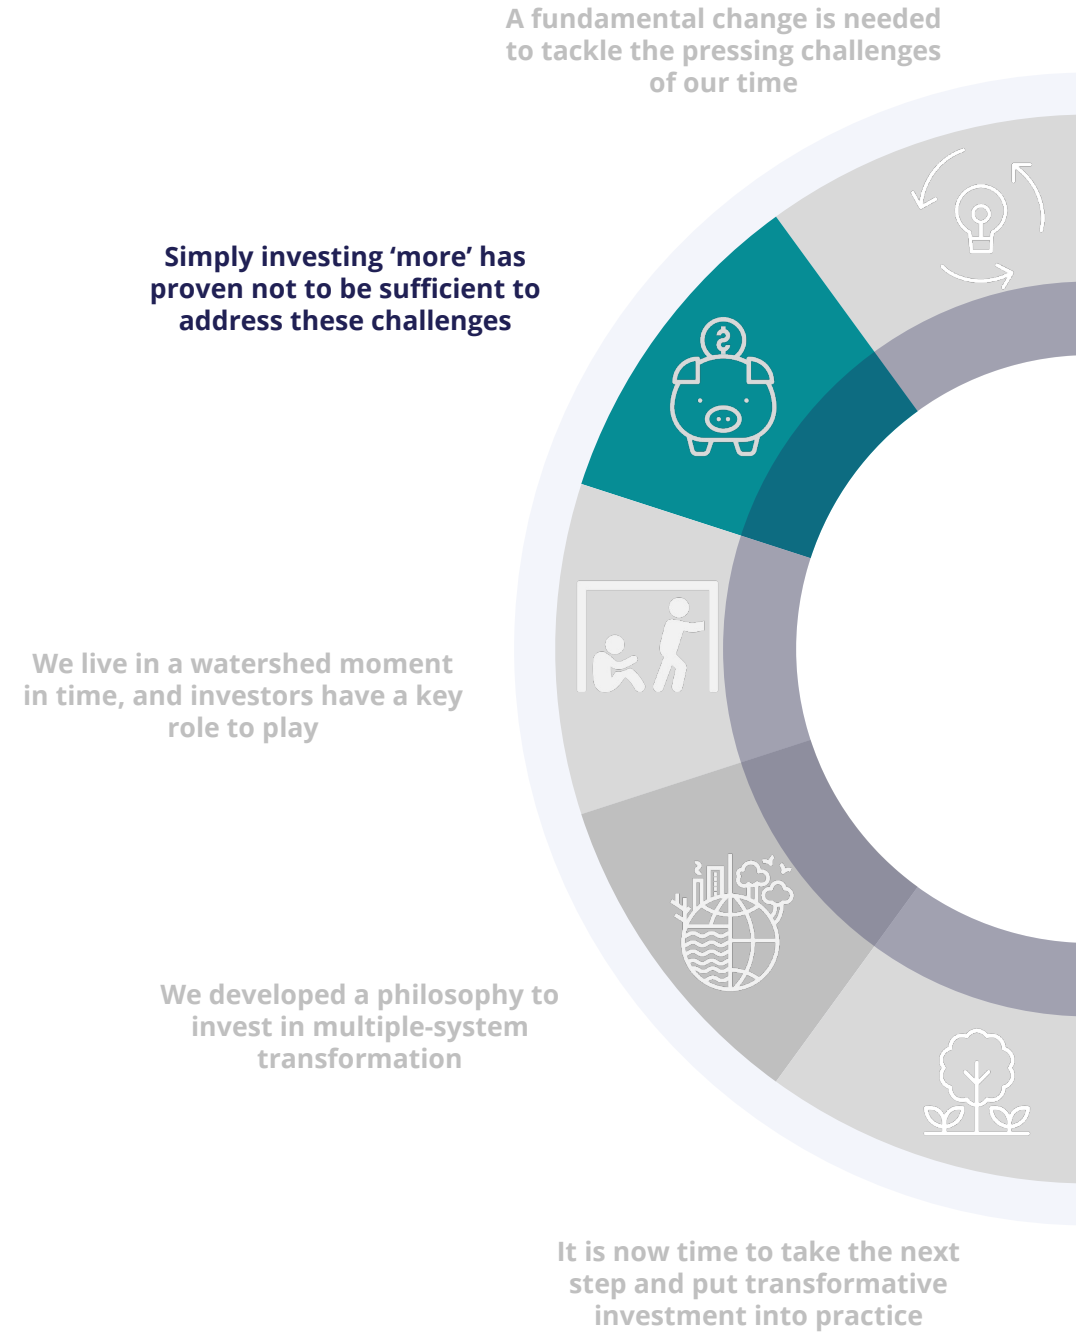 A fundamental change is needed
to tackle the pressing challenges
of our time
Simply investing ‘more’ has
proven not to be sufficient to
address these challenges
We live in a watershed moment
in time, and investors have a key
role to play
We developed a philosophy to
invest in multiple-system
transformation
It is now time to take the next
step and put transformative
investment into practice